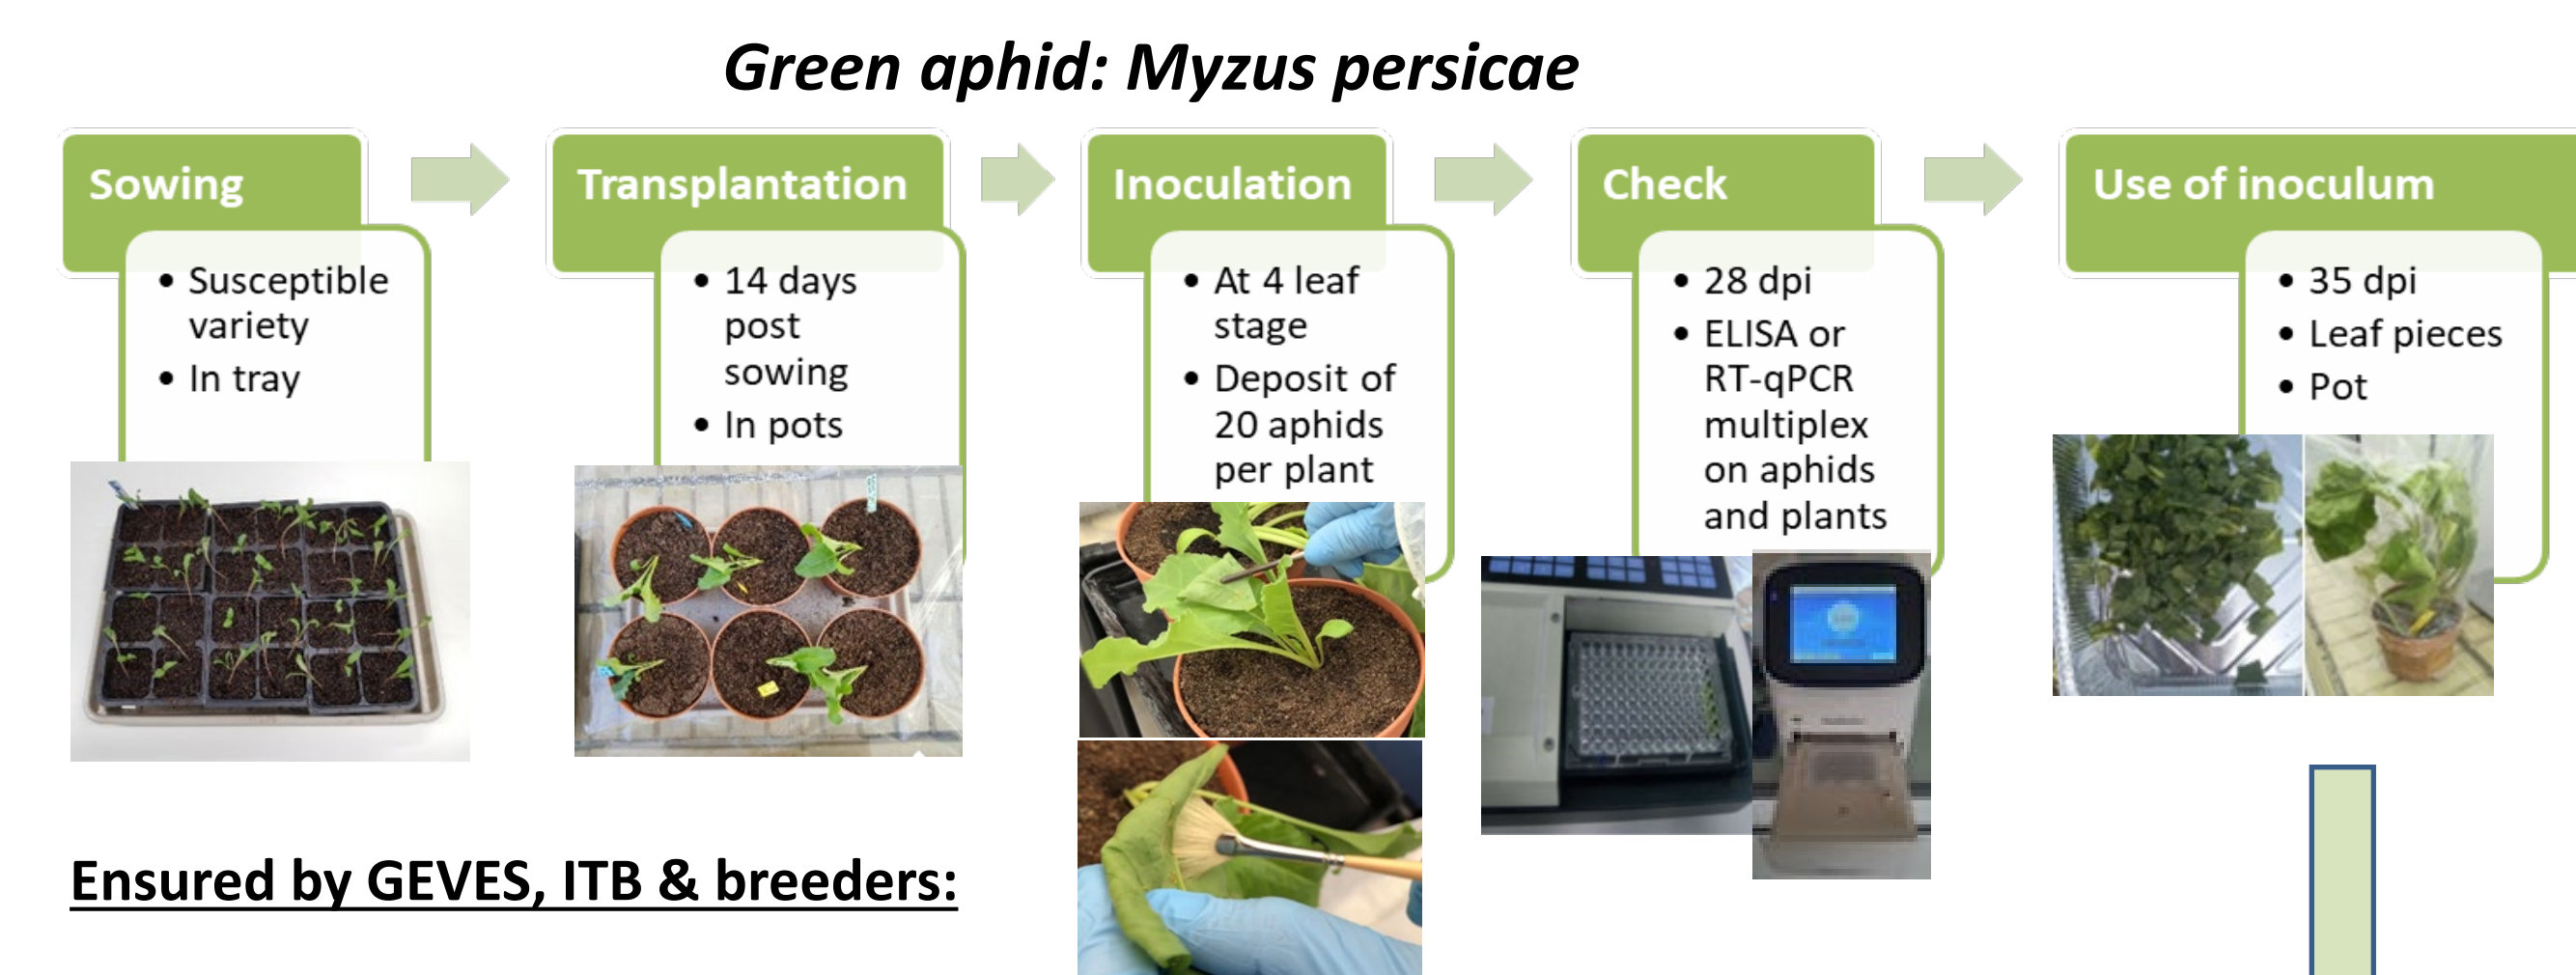 Green aphid: Myzus persicae
Sowing
• Susceptible
variety
• In tray
Transplantation
• 14 days
post
sowing
• In pots
Inoculation
• At 4 leaf
stage
• Deposit of
20 aphids
per plant
Check
• 28 dpi
• ELISA or
RT-qPCR
multiplex
on aphids
and plants
Use of inoculum
• 35 dpi
• Leaf pieces
• Pot
Ensured by GEVES, ITB & breeders: